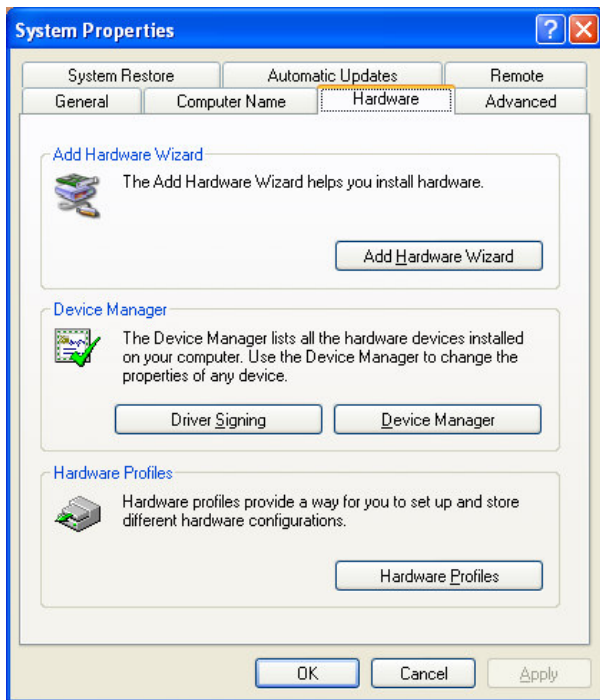 System Properties
System Restore Automatic Updates Remote
General Computer Name Hardware Advanced
Add Hardware Wizard
The Add Hardware Wizard helps you install hardware.
Add Hardware Wizard
Device Manager
The Device Manager lists all the hardware devices installed
on your computer. Use the Device Manager to change the
properties of any device.
Driver Signing Device Manager
Hardware Profiles
Hardware profiles provide a way for you to set up and store
different hardware configurations.
Hardware Profiles
OK Cancel Apply